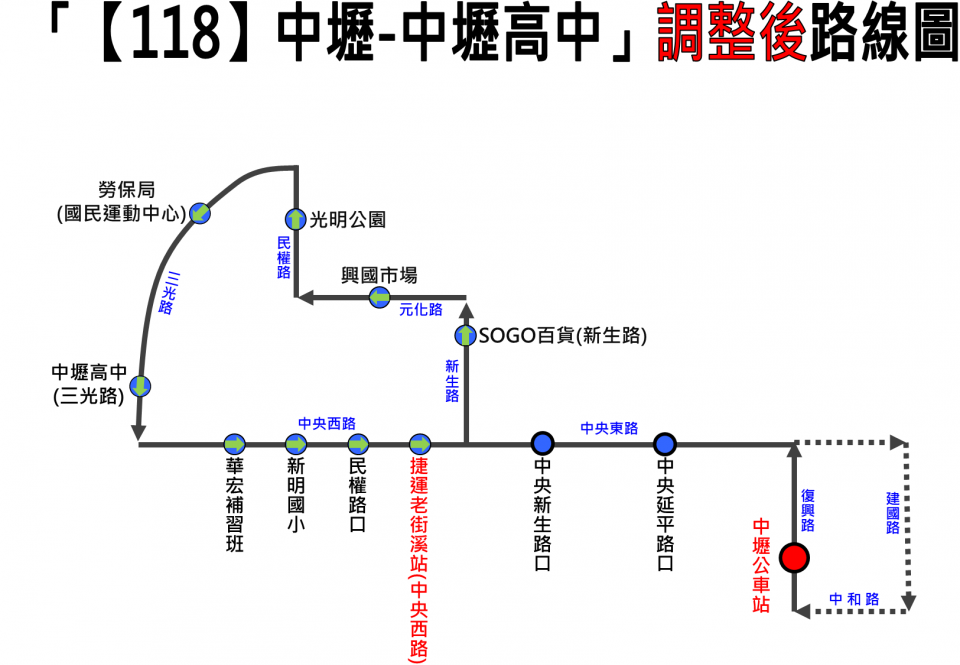 「【118】中壢-中壢高中」調整後路線圖
勞保局
(國民運動中心)
光明公園
民權路
興國市場
元化路
三光路
SOGO百貨(新生路)
新生路
中壢高中
(三光路)
中央西路
中央東路
華宏補習班
新明國小
民權路口
捷運老街溪站(中央西路)
中央新生路口
中央延平路口
復興路
建國路
中壢公車站
中和路